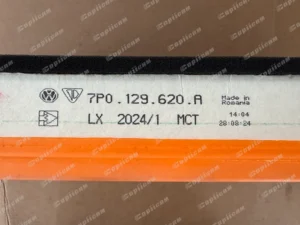 7P0.129.620.A
LX 2024/1 MCT
Made in
Romania
14:04
28:08:24